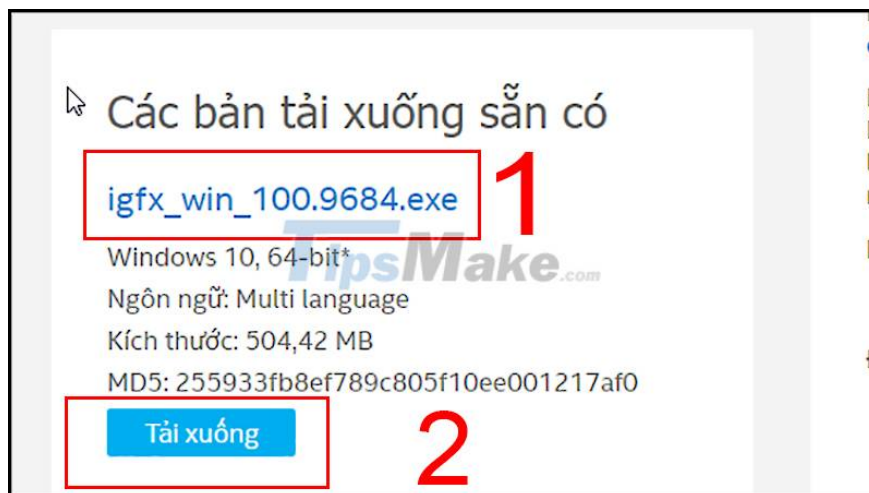 Các bản tải xuống sẵn có
1
igfx_win_100.9684.exe
Windows 10, 64-bit*
TipsMake.com
Ngôn ngữ: Multi language
Kích thước: 504,42 MB
MD5: 255933fb8ef789c805f10ee001217af0
Tải xuống
2